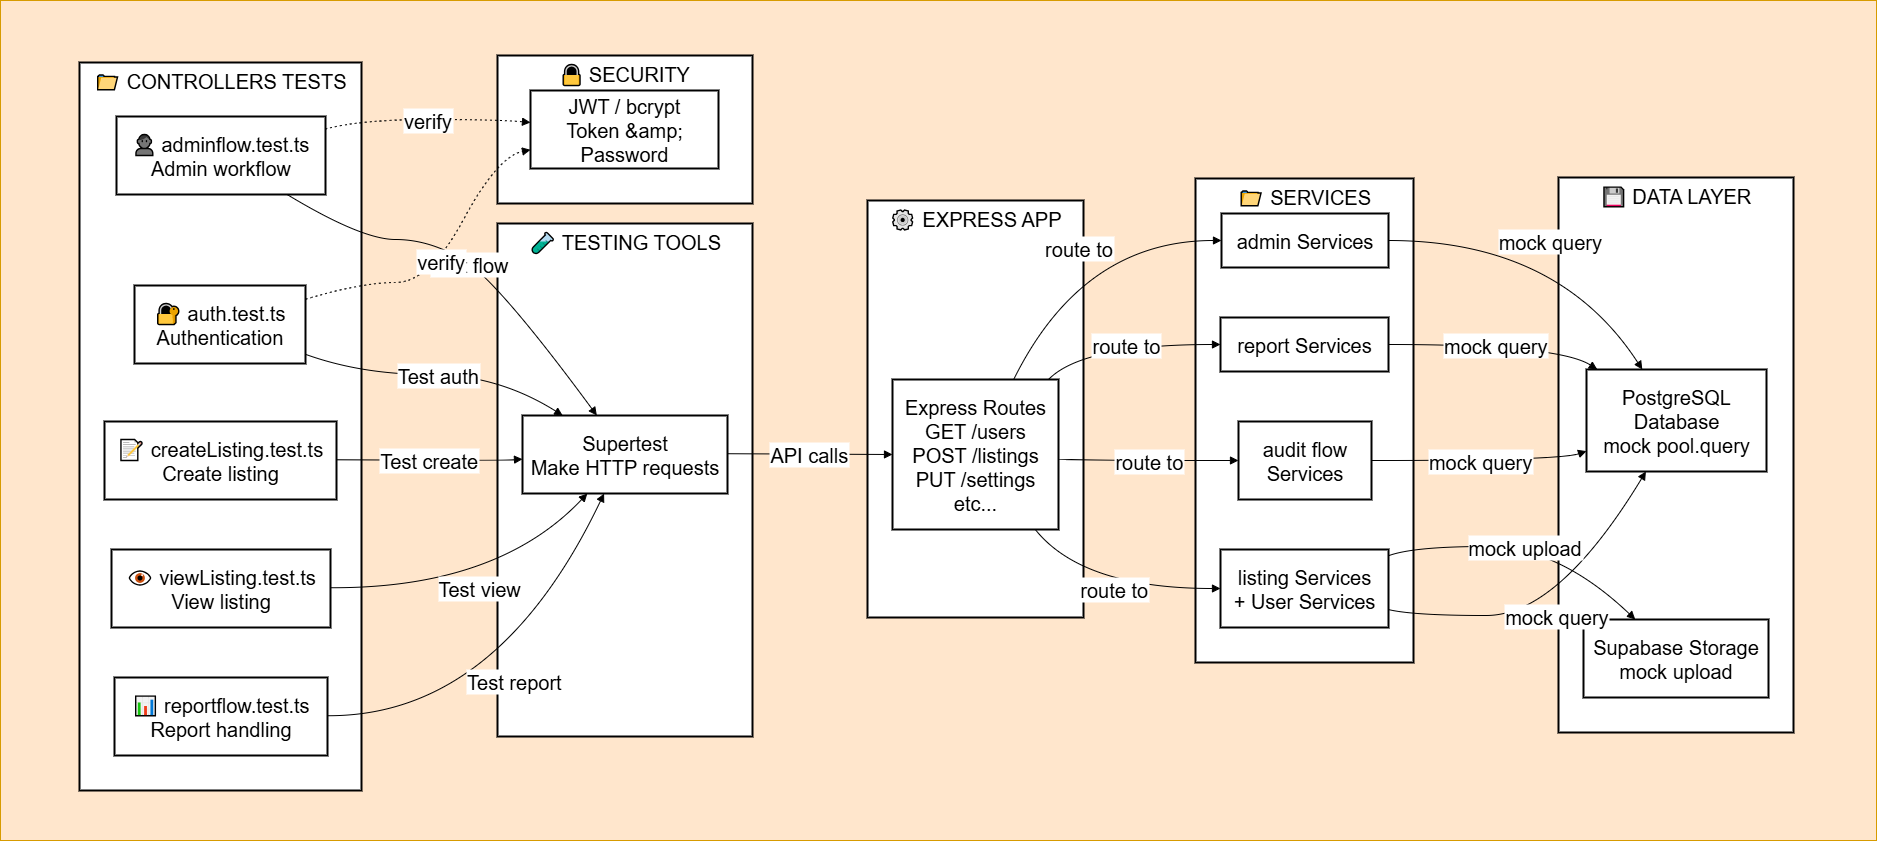 CONTROLLERS TESTS
adminflow.test.ts
Admin workflow
auth.test.ts
Authentication
createListing.test.ts
Create listing
viewListing.test.ts
View listing
reportflow.test.ts
Report handling
verify
verify
flow
Test auth
Test create
Test view
Test report
SECURITY
JWT / bcrypt
Token &amp;
Password
TESTING TOOLS
Supertest
Make HTTP requests
API calls
EXPRESS APP
Express Routes
GET /users
POST /listings
PUT /settings
etc...
route to
route to
route to
route to
SERVICES
admin Services
report Services
audit flow
Services
listing Services
+ User Services
mock query
mock query
mock query
mock upload
mock query
DATA LAYER
PostgreSQL
Database
mock pool.query
Supabase Storage
mock upload